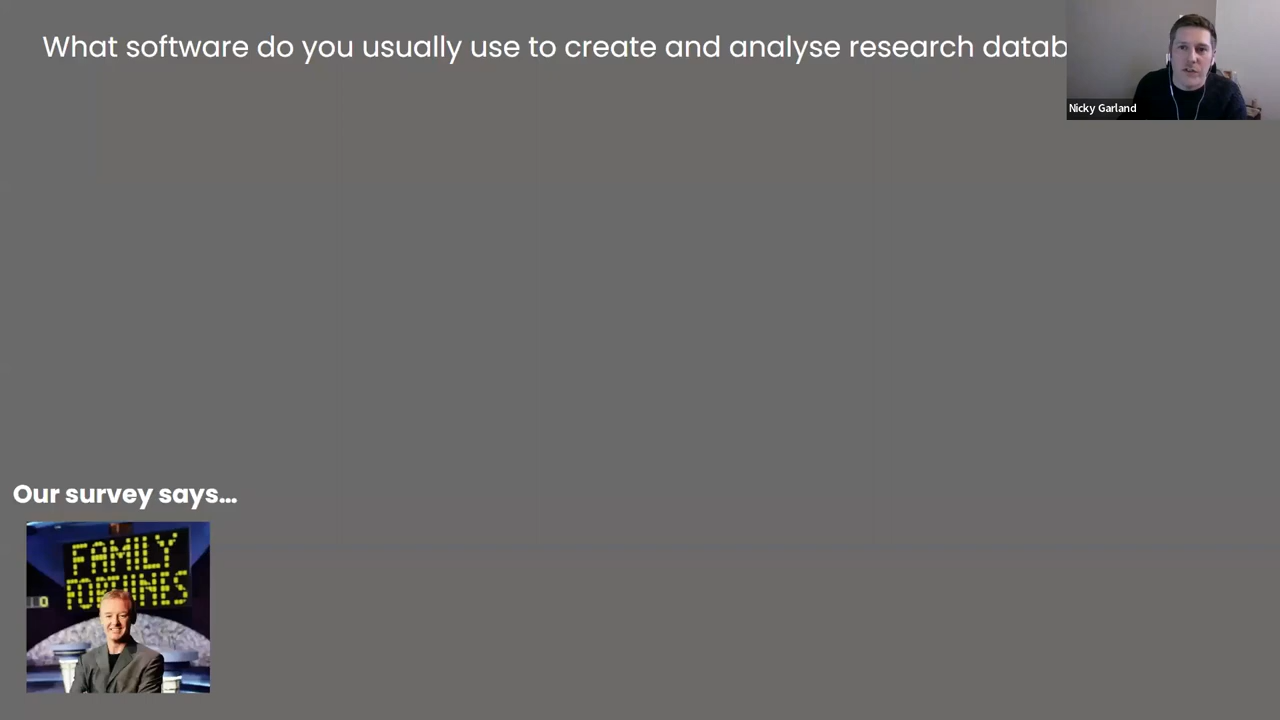 What software do you usually use to create and analyse research datab
Nicky Garland
Our survey says...
FAMILY
FORTUNES